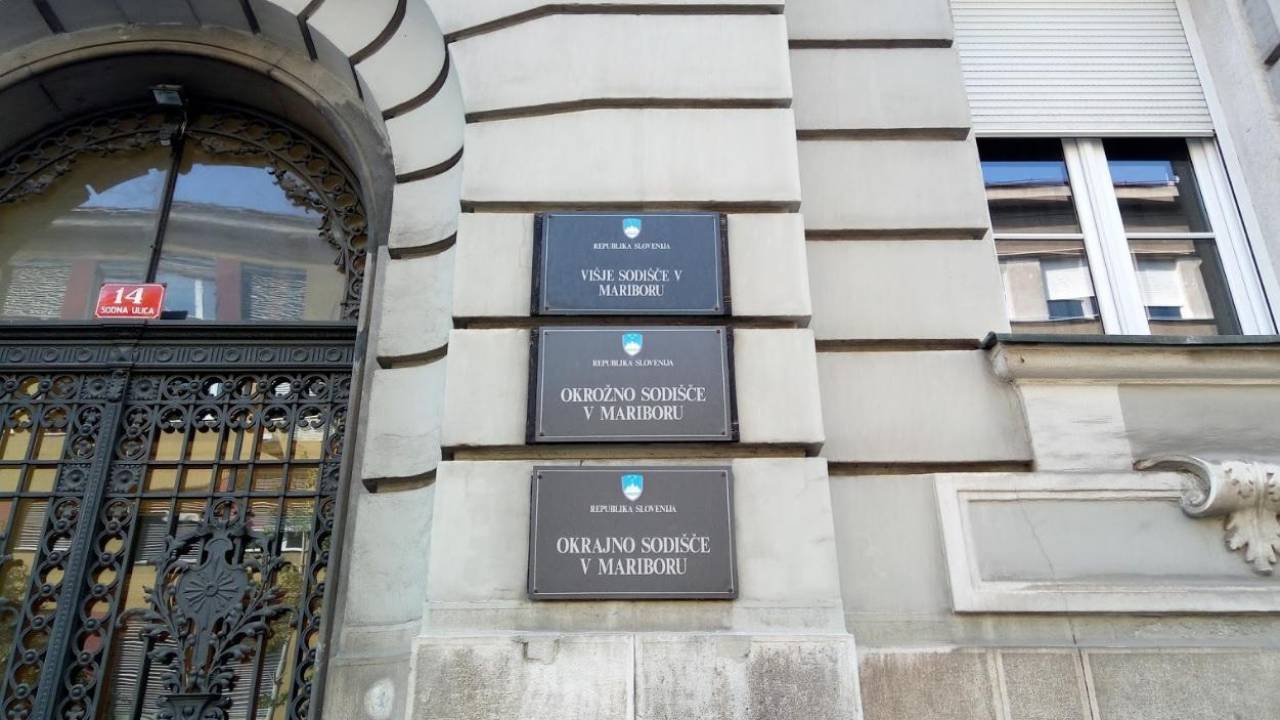 14
SODNA ULICA
REPUBLIKA SLOVENIJA
VIŠJE SODIŠČE V
MARIBORU
REPUBLIKA SLOVENIJA
OKROŽNO SODIŠČE
V MARIBORU
REPUBLIKA SLOVENIJA
OKRAJNO SODIŠČE
V MARIBORU